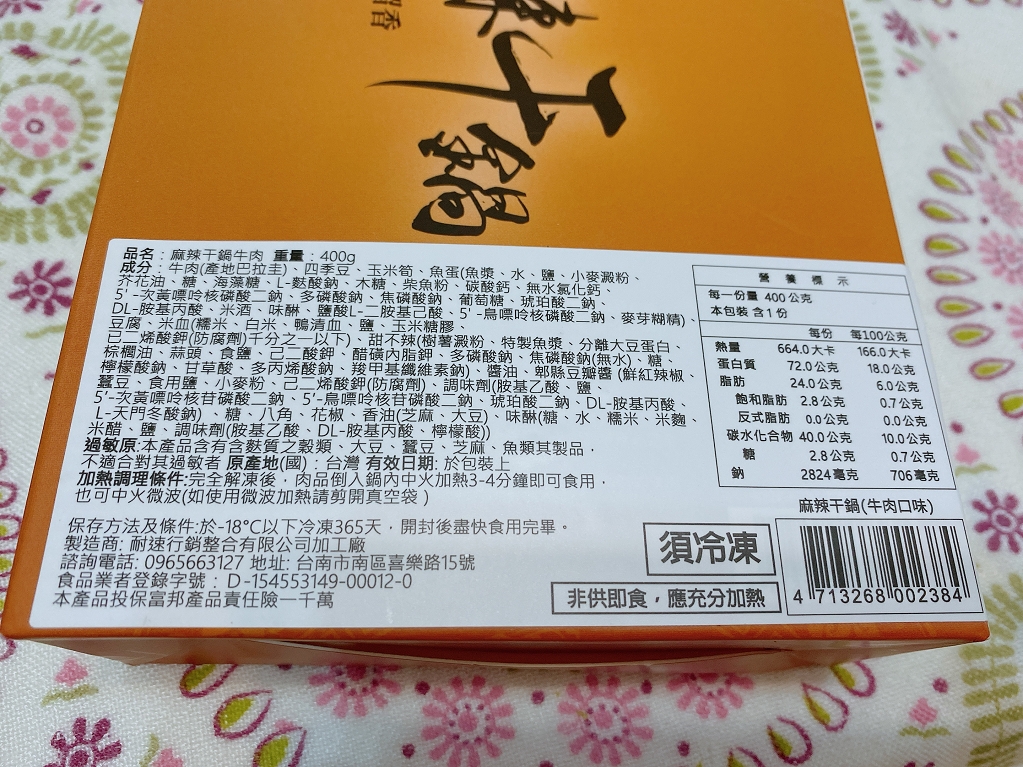 香
干鍋
品名：麻辣干鍋牛肉 重量：400g
成分：牛肉(產地巴拉圭)、四季豆、玉米筍、魚蛋(魚漿、水、鹽、小麥澱粉、
芥花油、糖、海藻糖、L-麩酸鈉、木糖、柴魚粉、碳酸鈣、無水氯化鈣、
5'-次黃嘌呤核磷酸二鈉、多磷酸鈉、焦磷酸鈉、葡萄糖、琥珀酸二鈉、
DL-胺基丙酸、米酒、味醂、鹽酸L-二胺基己酸、5'-鳥嘌呤核磷酸二鈉、麥芽糊精)、
豆腐、米血(糯米、白米、鴨清血、鹽、玉米糖膠、
已二烯酸鉀(防腐劑)千分之一以下)、甜不辣(樹薯澱粉、特製魚漿、分離大豆蛋白、
棕櫚油、蒜頭、食鹽、己二酸鉀、醋磺內脂鉀、多磷酸鈉、焦磷酸鈉(無水)、糖、
檸檬酸鈉、甘草酸、多丙烯酸鈉、羧甲基纖維素鈉)、醬油、郫縣豆瓣醬 (鮮紅辣椒、
蠶豆、食用鹽、小麥粉、己二烯酸鉀(防腐劑)、調味劑(胺基乙酸、鹽、
5'-次黃嘌呤核苷磷酸二鈉、5'-鳥嘌呤核苷磷酸二鈉、琥珀酸二鈉、DL-胺基丙酸、
L-天門冬酸鈉) 、糖、八角、花椒、香油(芝麻、大豆)、味醂(糖、水、糯米、米麴、
米醋、鹽、調味劑(胺基乙酸、DL-胺基丙酸、檸檬酸))
過敏原:本產品含有含麩質之穀類、大豆、蠶豆、芝麻、魚類其製品，
不適合對其過敏者 原產地(國)：台灣 有效日期: 於包裝上
加熱調理條件:完全解凍後，肉品倒入鍋內中火加熱3-4分鐘即可食用，
也可中火微波(如使用微波加熱請剪開真空袋 )
保存方法及條件:於-18°C以下冷凍365天，開封後盡快食用完畢。
製造商: 耐速行銷整合有限公司加工廠
諮詢電話: 0965663127 地址: 台南市南區喜樂路15號
食品業者登錄字號： D-154553149-00012-0
本產品投保富邦產品責任險一千萬
營養標示
每一份量 400公克
本包裝 含1份
每份 每100公克
熱量 664.0大卡 166.0大卡
蛋白質 72.0公克 18.0公克
脂肪 24.0公克 6.0公克
飽和脂肪 2.8公克 0.7公克
反式脂肪 0.0公克 0.0公克
碳水化合物 40.0公克 10.0公克
糖 2.8公克 0.7公克
鈉 2824毫克 706毫克
麻辣干鍋(牛肉口味)
須冷凍
非供即食，應充分加熱
4 713268 002384